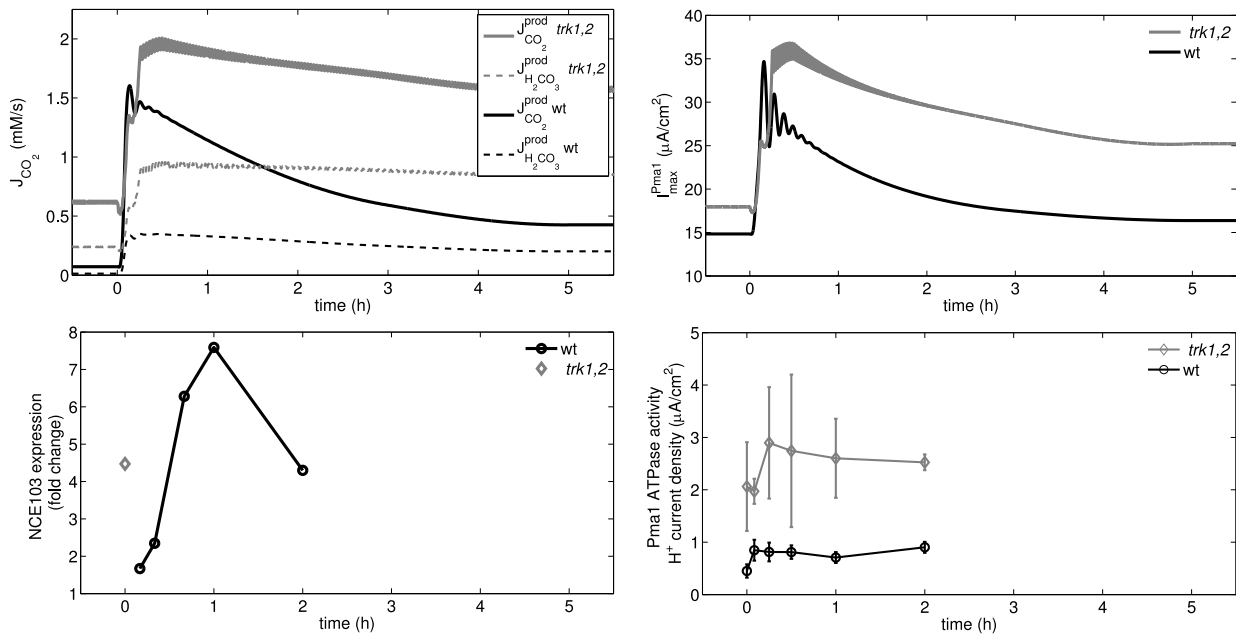 2
1.5
1
0.5
0
J_CO2 (mM/s)
0 1 2 3 4 5
time (h)
J^prod_CO2 trk1,2
J^prod_H2CO3 trk1,2
J^prod_CO2 wt
J^prod_H2CO3 wt
40
35
30
25
20
15
10
I^Pma1_max (μA/cm²)
0 1 2 3 4 5
time (h)
trk1,2
wt
8
7
6
5
4
3
2
1
NCE103 expression
(fold change)
0 1 2 3 4 5
time (h)
wt
trk1,2
5
4
3
2
1
0
Pma1 ATPase activity
H⁺ current density (μA/cm²)
0 1 2 3 4 5
time (h)
trk1,2
wt